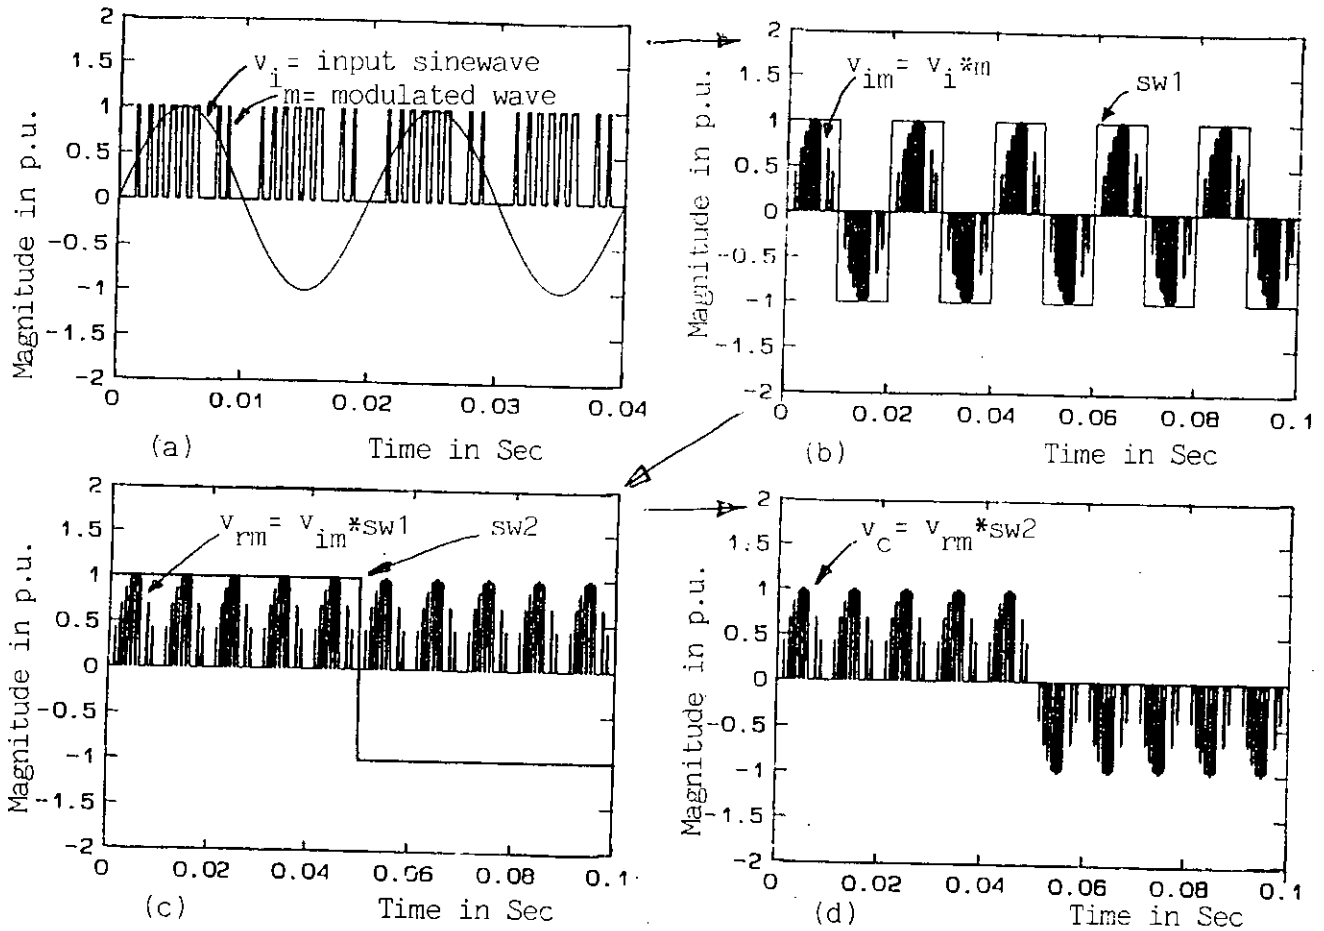 2
1.5
1
0.5
0
-0.5
-1
-1.5
-2
Magnitude in p.u.
v_i = input sinewave
m= modulated wave
0 0.01 0.02 0.03 0.04
(a) Time in Sec
2
1.5
1
0.5
0
-0.5
-1
-1.5
-2
Magnitude in p.u.
v_im = v_i*m
sw1
0 0.02 0.04 0.06 0.08 0.1
(b) Time in Sec
2
1.5
1
0.5
0
-0.5
-1
-1.5
-2
Magnitude in p.u.
v_rm = v_im*sw1
sw2
0 0.02 0.04 0.06 0.08 0.1
(c) Time in Sec
2
1.5
1
0.5
0
-0.5
-1
-1.5
-2
Magnitude in p.u.
v_c = v_rm*sw2
0 0.02 0.04 0.06 0.08 0.1
(d) Time in Sec